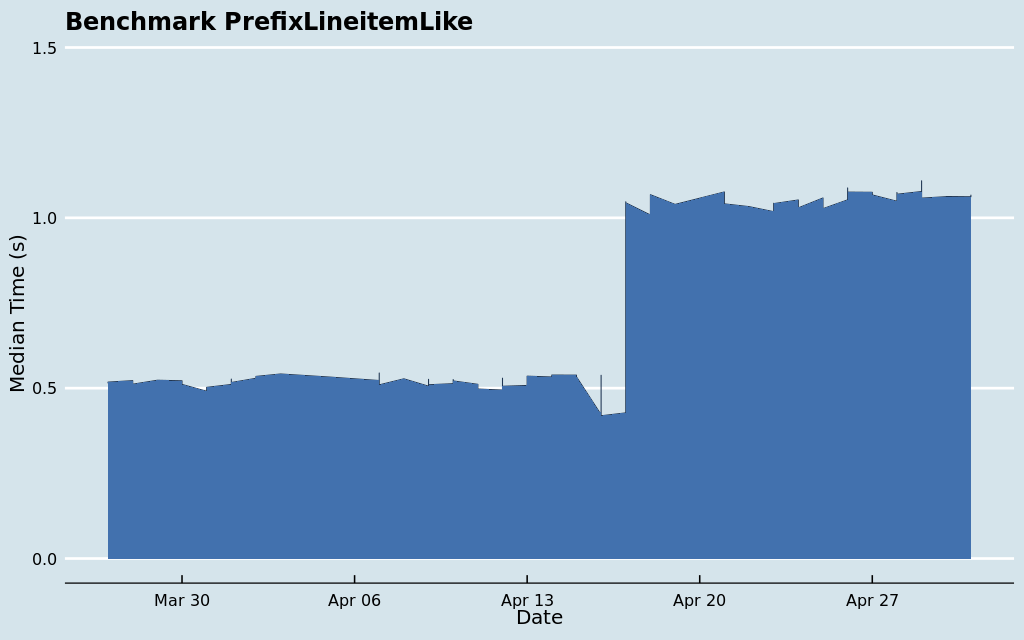 Benchmark PrefixLineitemLike
Median Time (s)
1.5
1.0
0.5
0.0
Mar 30
Apr 06
Apr 13
Apr 20
Apr 27
Date